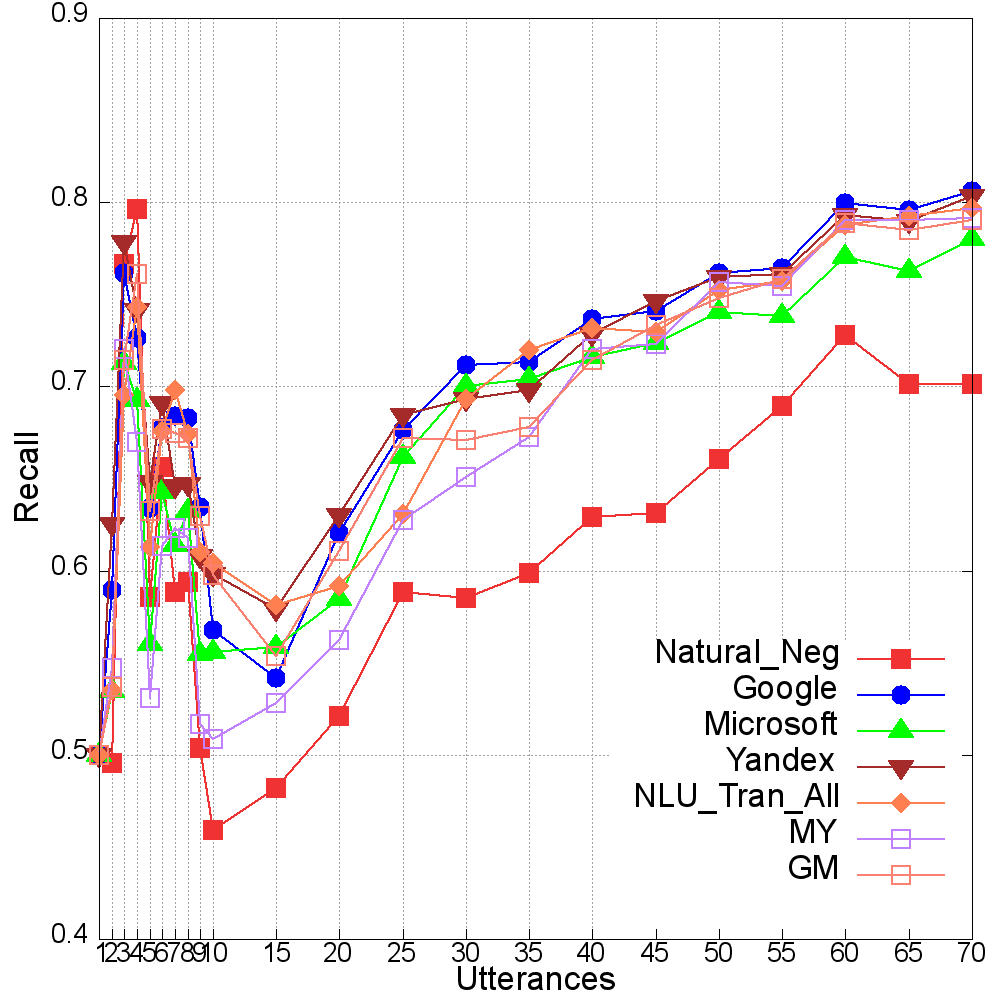 0.9
0.8
0.7
0.6
0.5
0.4
Recall
Natural_Neg
Google
Microsoft
Yandex
NLU_Tran_All
MY
GM
1 2 3 4 5 6 7 8 9 10 15 20 25 30 35 40 45 50 55 60 65 70
Utterances